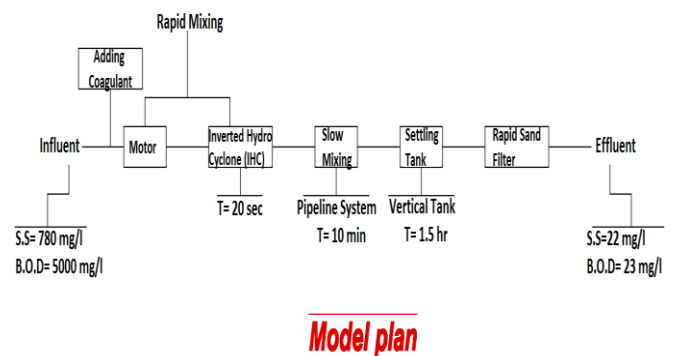 Rapid Mixing
Adding
Coagulant
Influent
Motor
Inverted Hydro
Cyclone (IHC)
Slow
Mixing
Settling
Tank
Rapid Sand
Filter
Effluent
T= 20 sec
Pipeline System
T= 10 min
Vertical Tank
T= 1.5 hr
S.S= 780 mg/l
B.O.D= 5000 mg/l
S.S=22 mg/l
B.O.D= 23 mg/l
Model plan